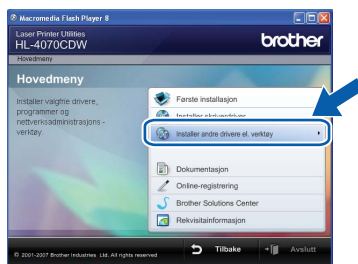 Macromedia Flash Player 8
Laser Printer Utilities
HL-4070CDW
brother
Hovedmeny
Hovedmeny
Installer valgfrie drivere,
programmer og
nettverksadministrasjons -
verktøy.
Første installasjon
Installer skriverdriver
Installer andre drivere el. verktøy
Dokumentasjon
Online-registrering
Brother Solutions Center
Rekvisitainformasjon
© 2001-2007 Brother Industries Ltd. All rights reserved
Tilbake
Avslutt